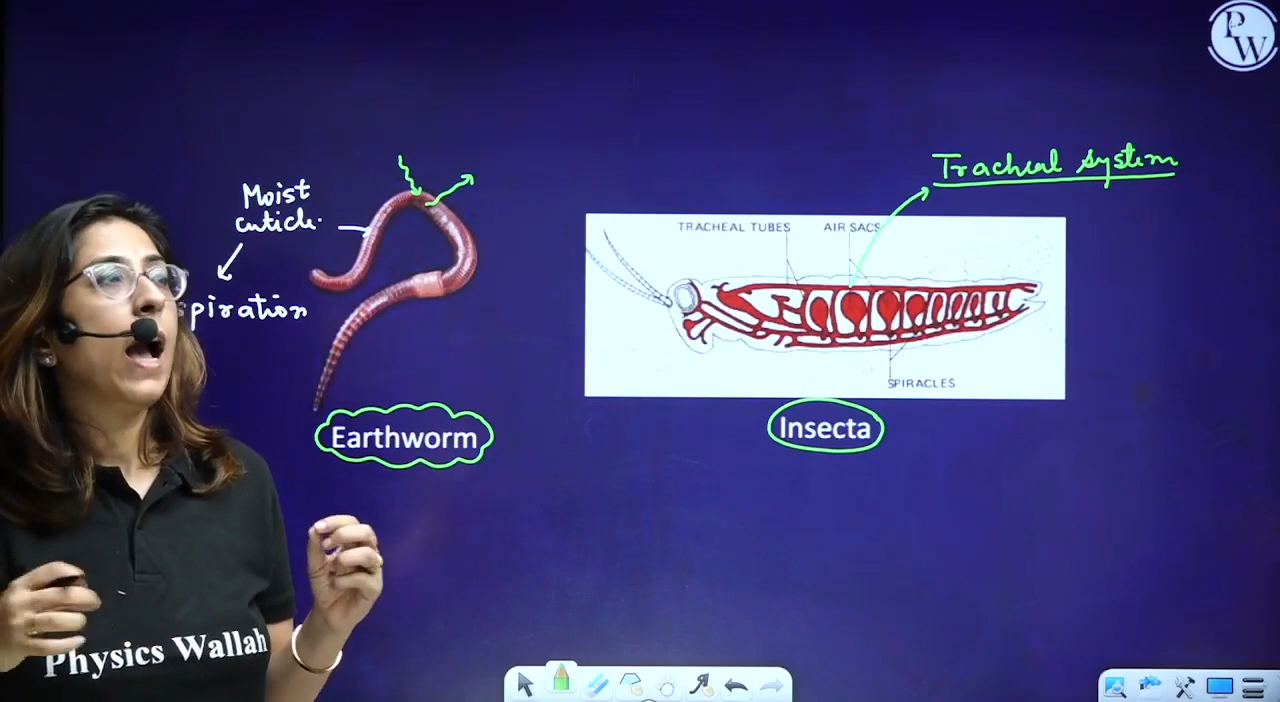 PW
Tracheal System
Moist
cuticle.
piration
TRACHEAL TUBES
AIR SACS
SPIRACLES
Earthworm
Insecta
Physics Wallah